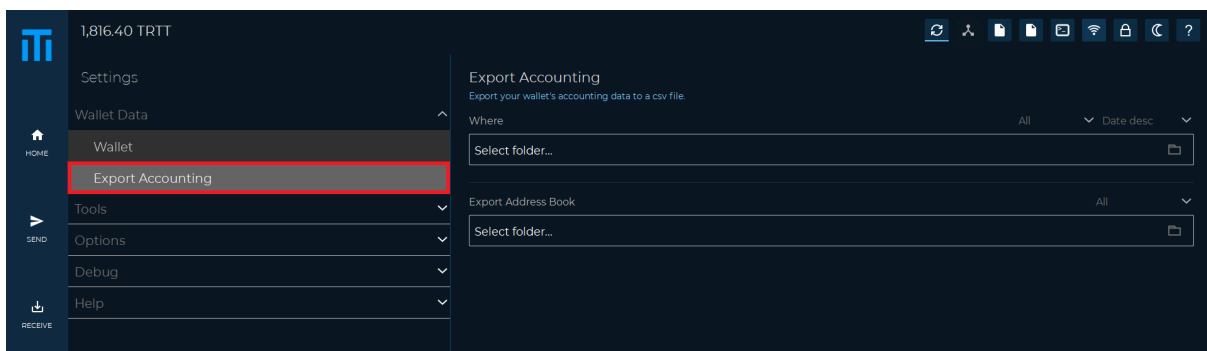 1,816.40 TRTT
?
Settings
Wallet Data
Wallet
Export Accounting
Tools
Options
Debug
Help
HOME
SEND
RECEIVE
Export Accounting
Export your wallet's accounting data to a csv file.
Where All Date desc
Select folder...
Export Address Book All
Select folder...